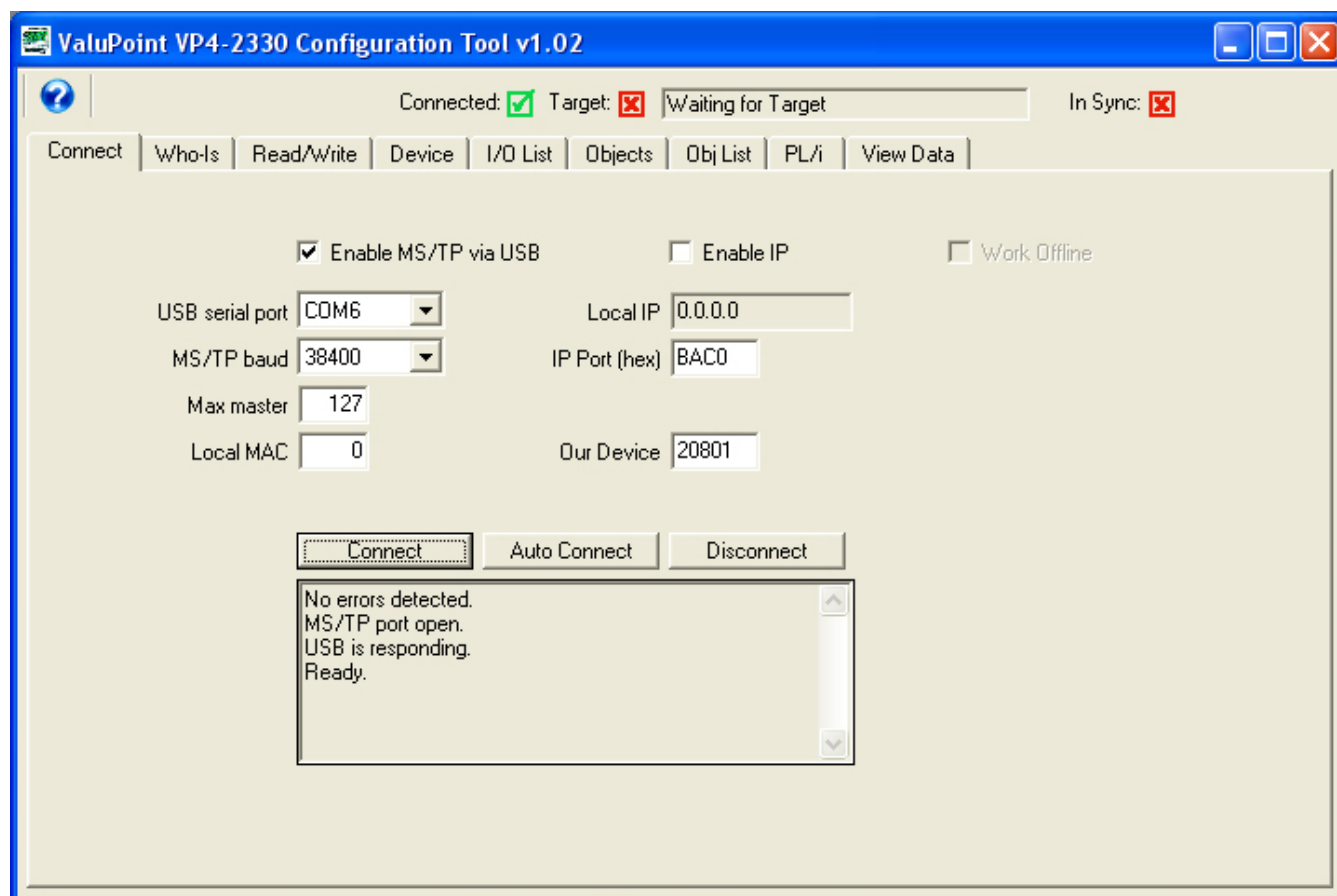 ValuPoint VP4-2330 Configuration Tool v1.02
Connected: Target: Waiting for Target In Sync:
Connect Who-Is Read/Write Device I/O List Objects Obj List PL/i View Data
Enable MS/TP via USB Enable IP Work Offline
USB serial port COM6 Local IP 0.0.0.0
MS/TP baud 38400 IP Port (hex) BAC0
Max master 127
Local MAC 0 Our Device 20801
Connect Auto Connect Disconnect
No errors detected.
MS/TP port open.
USB is responding.
Ready.